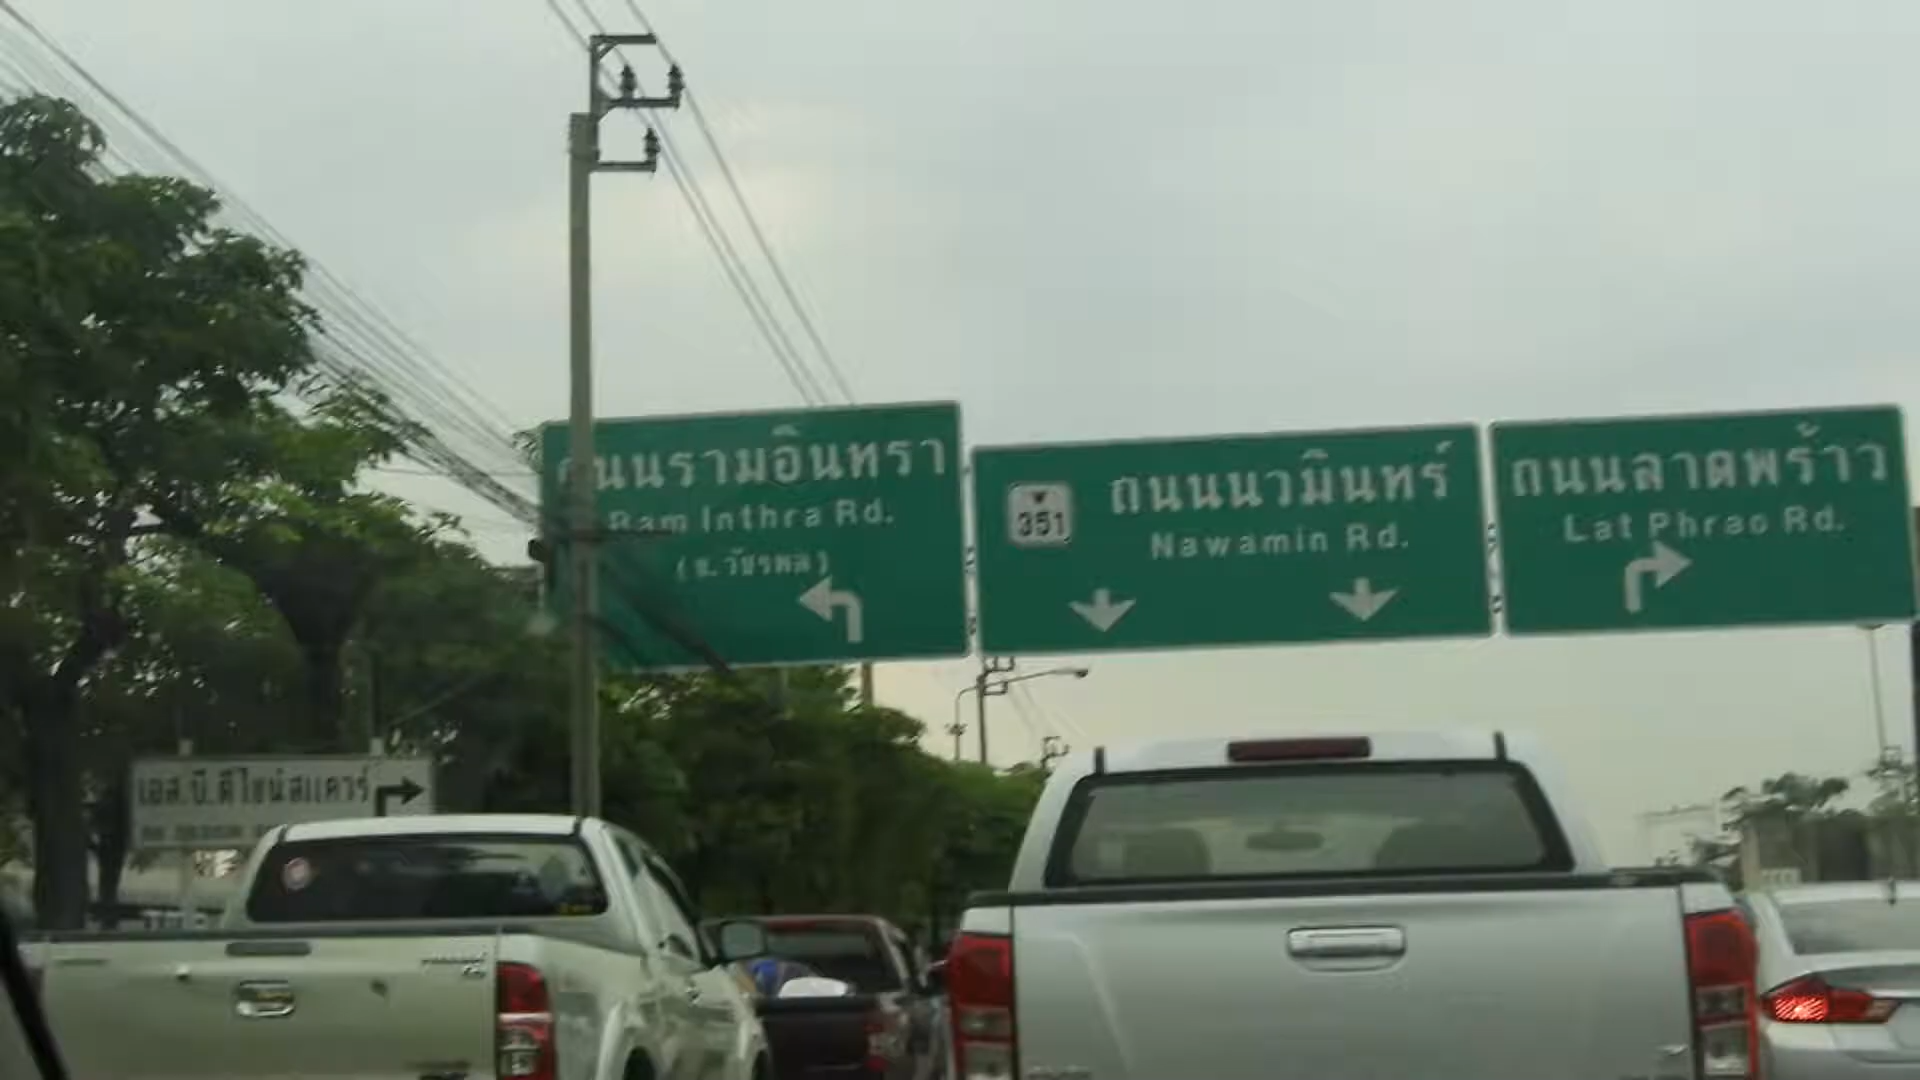 ถนนรามอินทรา
Ram Inthra Rd.
(ซ. วัชรพล)
351
ถนนนวมินทร์
Nawamin Rd.
ถนนลาดพร้าว
Lat Phrao Rd.
เอส.บี.ดีไซน์สแควร์